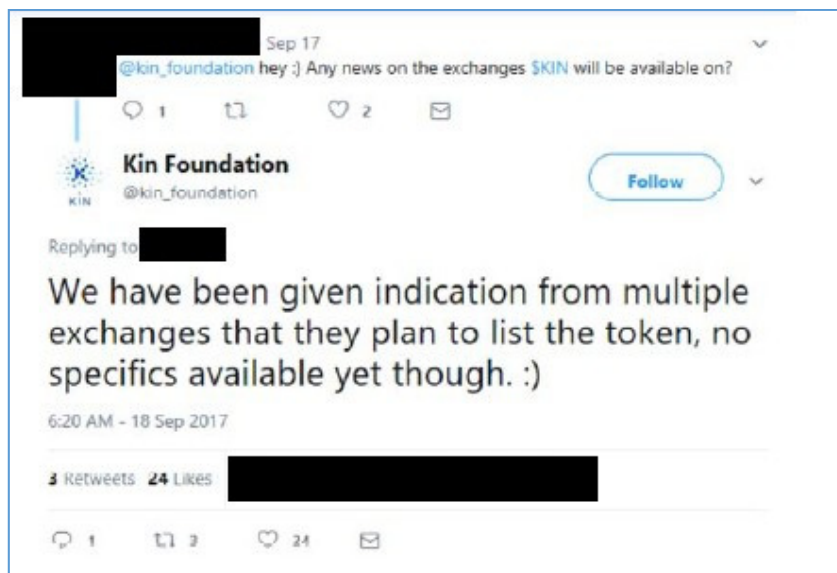 Sep 17
@kin_foundation hey :) Any news on the exchanges $KIN will be available on?
1 2
Kin Foundation
@kin_foundation
Follow
KIN
Replying to
We have been given indication from multiple
exchanges that they plan to list the token, no
specifics available yet though. :)
6:20 AM - 18 Sep 2017
3 Retweets 24 Likes
1 3 24